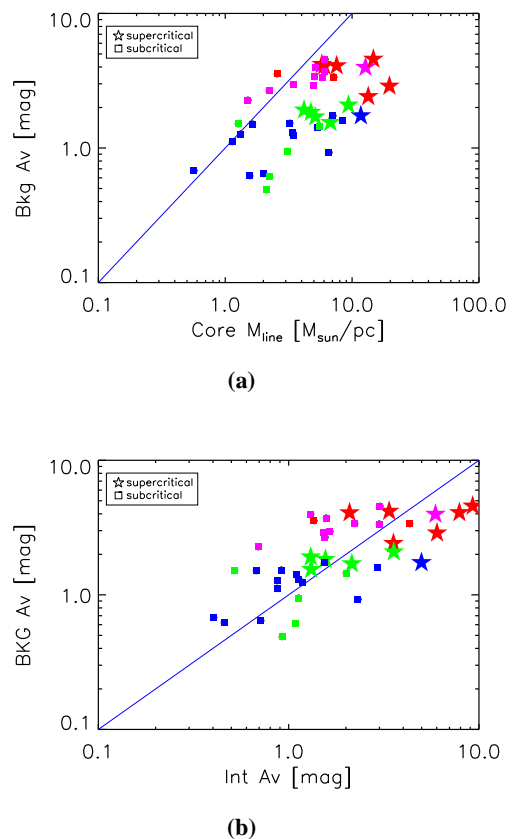 supercritical
subcritical
10.0
1.0
0.1
Bkg Av [mag]
0.1 1.0 10.0 100.0
Core M_line [M_sun/pc]
(a)
supercritical
subcritical
10.0
1.0
0.1
BKG Av [mag]
0.1 1.0 10.0
Int Av [mag]
(b)